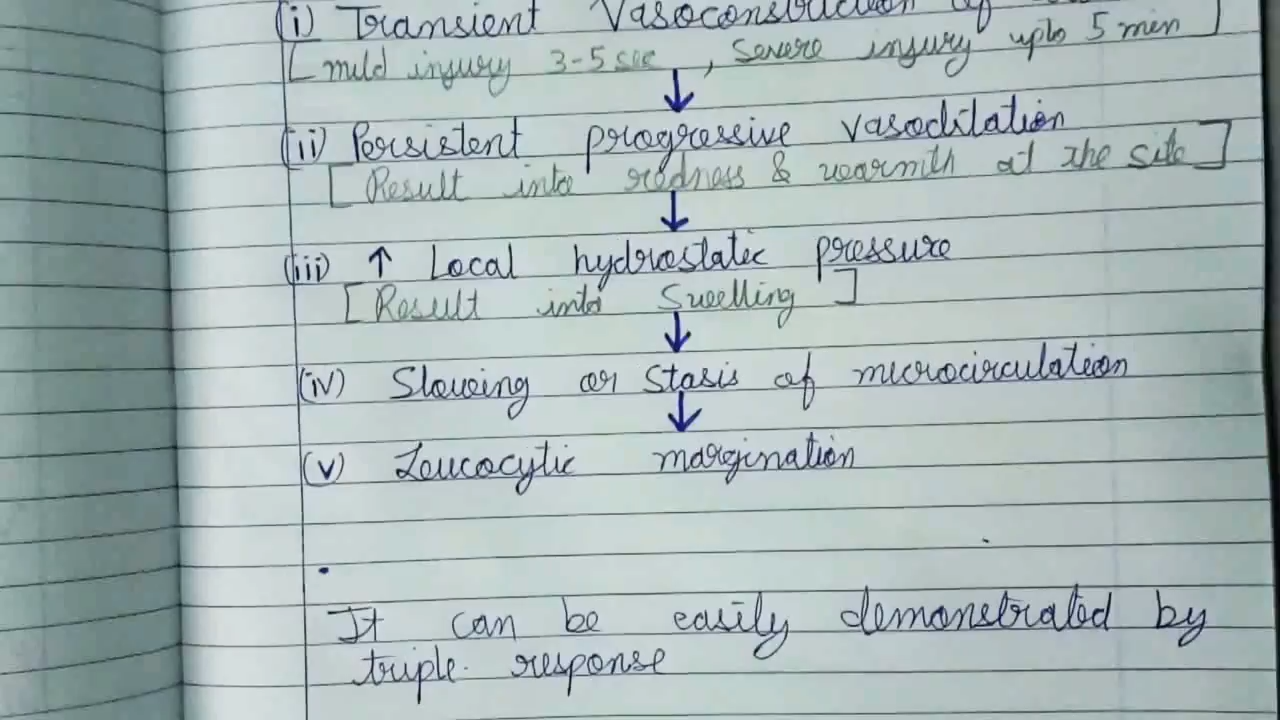 (i) Transient Vasoconstriction of
[ mild injury 3-5 sec , Severe injury upto 5 min ]
(ii) Persistent progressive vasodilation
[ Result into redness & warmth at the site ]
(iii) ↑ Local hydrostatic pressure
[ Result into Swelling ]
(iv) Slowing or Stasis of microcirculation
(v) Leucocytic margination
It can be easily demonstrated by
triple response